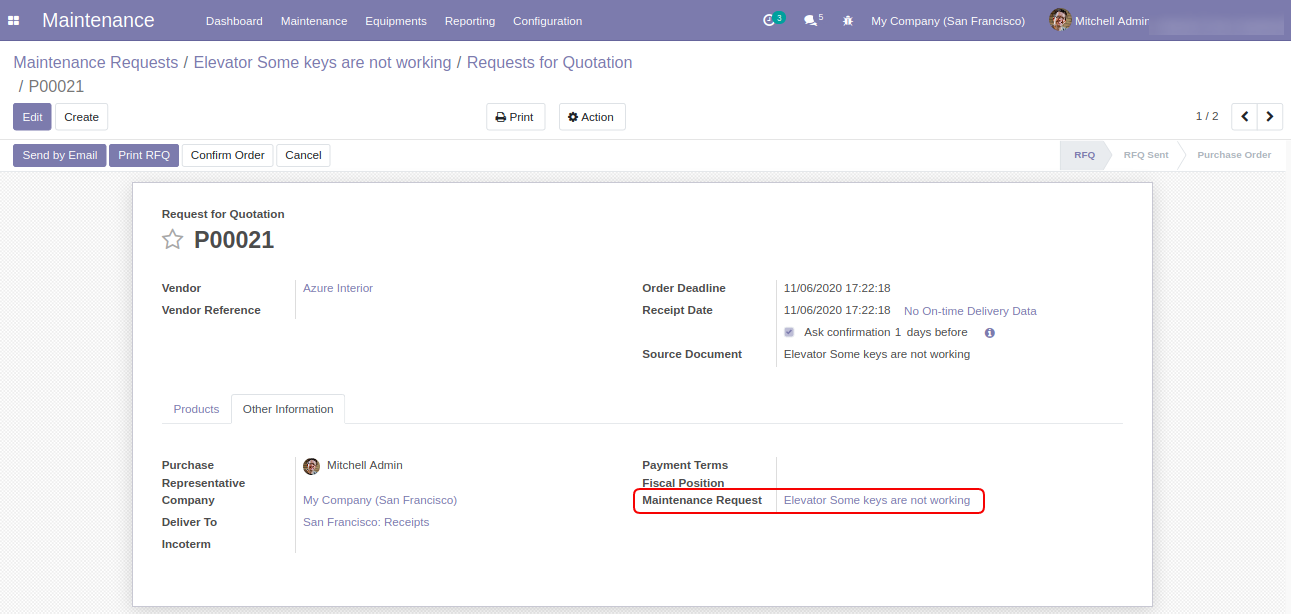 Maintenance Dashboard Maintenance Equipments Reporting Configuration 3 5 My Company (San Francisco) Mitchell Admin
Maintenance Requests / Elevator Some keys are not working / Requests for Quotation
/ P00021
Edit Create Print Action 1 / 2
Send by Email Print RFQ Confirm Order Cancel RFQ RFQ Sent Purchase Order
Request for Quotation
P00021
Vendor Azure Interior Order Deadline 11/06/2020 17:22:18
Vendor Reference Receipt Date 11/06/2020 17:22:18 No On-time Delivery Data
Ask confirmation 1 days before
Source Document Elevator Some keys are not working
Products Other Information
Purchase Mitchell Admin Payment Terms
Representative Fiscal Position
Company My Company (San Francisco) Maintenance Request Elevator Some keys are not working
Deliver To San Francisco: Receipts
Incoterm